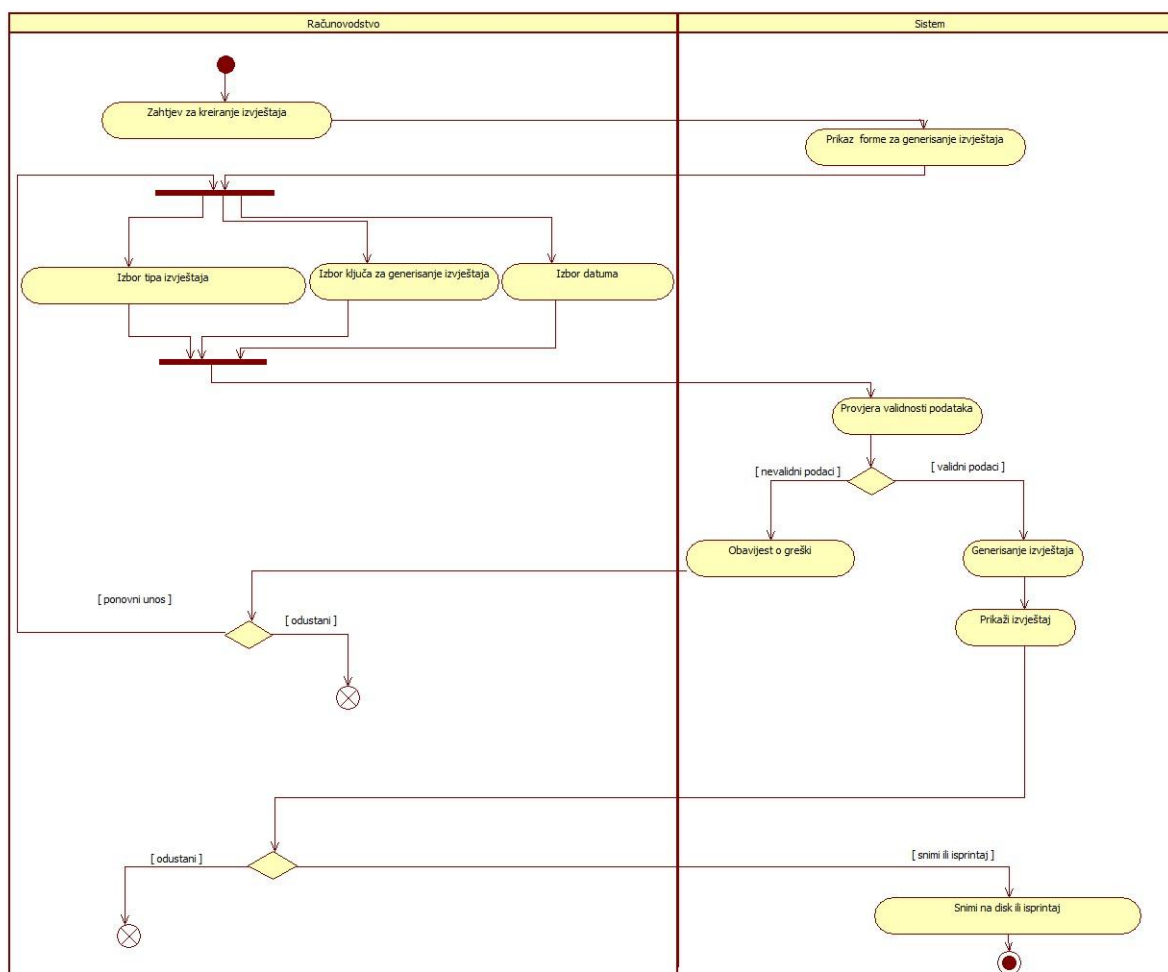 Računovodstvo
Sistem
Zahtjev za kreiranje izvještaja
Prikaz forme za generisanje izvještaja
Izbor tipa izvještaja
Izbor ključa za generisanje izvještaja
Izbor datuma
Provjera validnosti podataka
[ nevalidni podaci ]
[ validni podaci ]
Obavijest o greški
Generisanje izvještaja
[ ponovni unos ]
[ odustani ]
Prikaži izvještaj
[ odustani ]
[ snimi ili isprintaj ]
Snimi na disk ili isprintaj